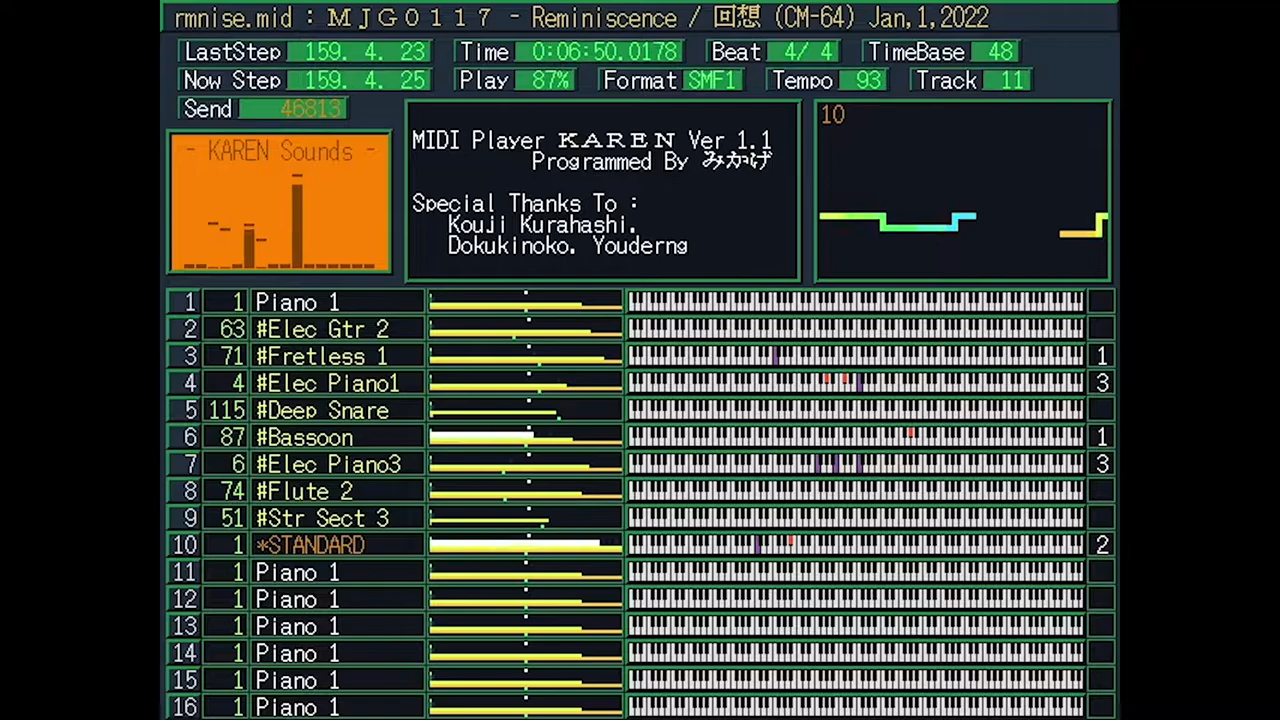 rmnise.mid : ＭＪＧ０１１７ - Reminiscence / 回想 (CM-64) Jan,1,2022
LastStep 159. 4. 23 Time 0:06:50.0178 Beat 4/ 4 TimeBase 48
Now Step 159. 4. 25 Play 87% Format SMF1 Tempo 93 Track 11
Send 46813
- KAREN Sounds -
MIDI Player KAREN Ver 1.1
Programmed By みかげ
Special Thanks To :
Kouji Kurahashi.
Dokukinoko. Youderng
10
1 1 Piano 1
2 63 #Elec Gtr 2
3 71 #Fretless 1 1
4 4 #Elec Piano1 3
5 115 #Deep Snare
6 87 #Bassoon 1
7 6 #Elec Piano3 3
8 74 #Flute 2
9 51 #Str Sect 3
10 1 *STANDARD 2
11 1 Piano 1
12 1 Piano 1
13 1 Piano 1
14 1 Piano 1
15 1 Piano 1
16 1 Piano 1